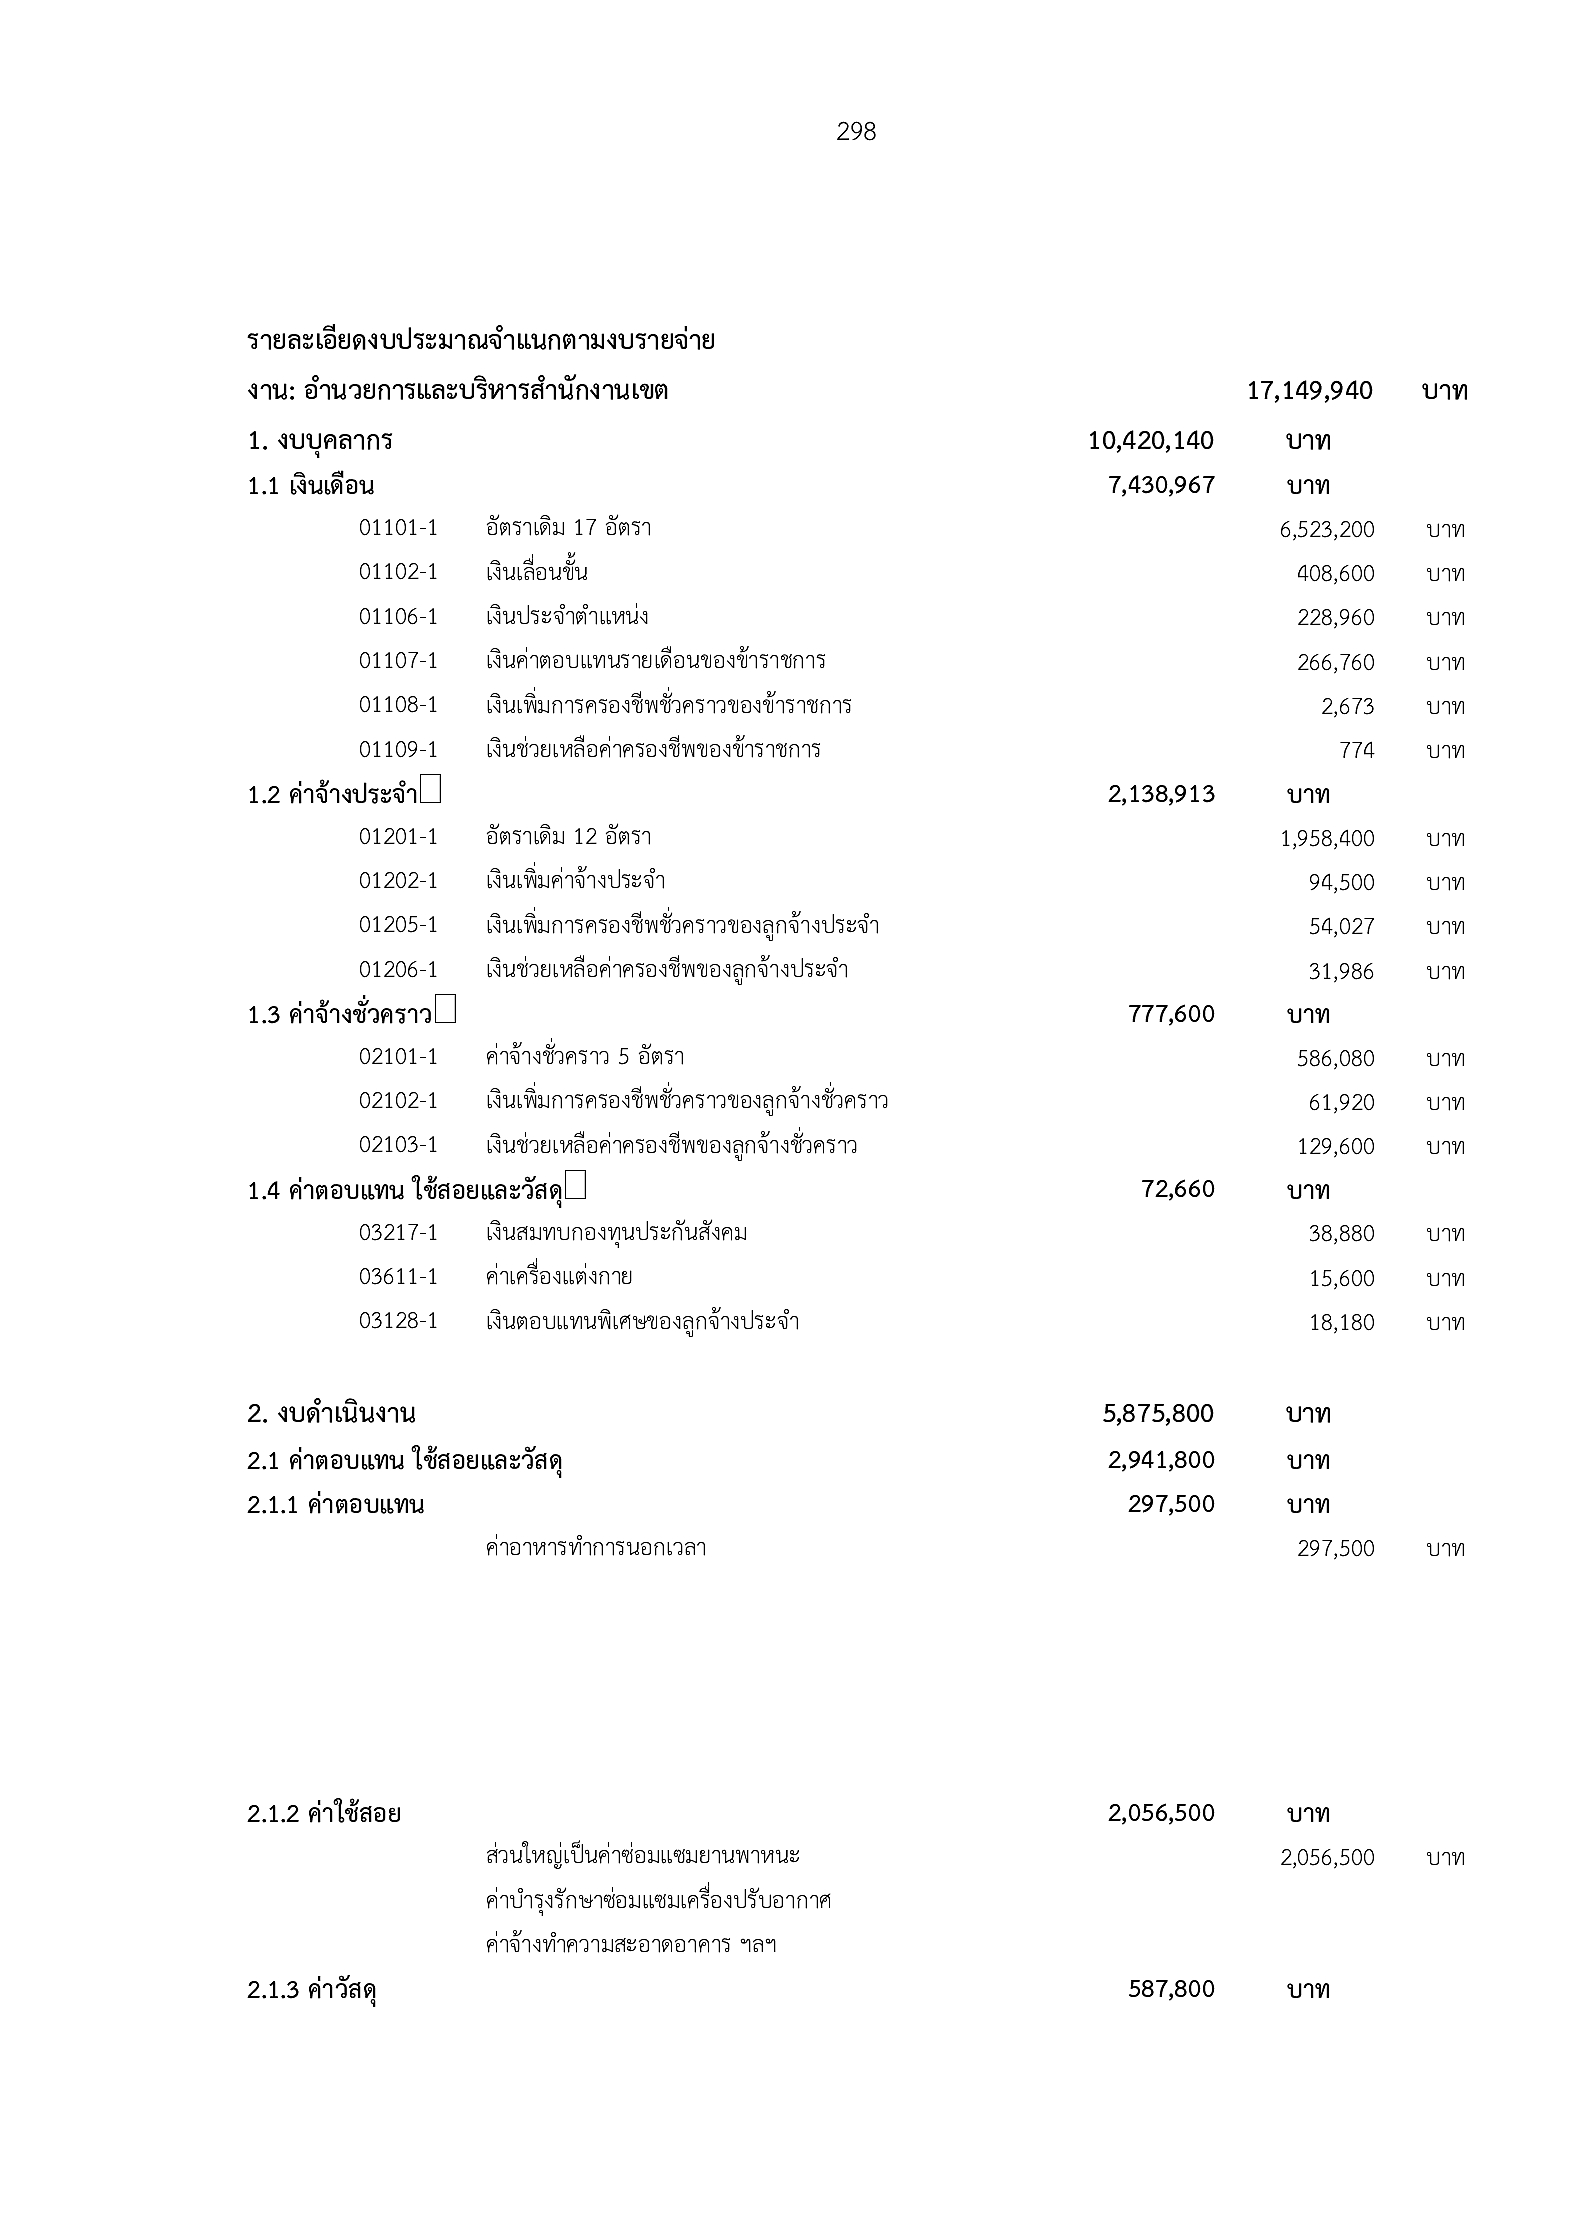 298
รายละเอียดงบประมาณจำแนกตามงบรายจ่าย
งาน: อำนวยการและบริหารสำนักงานเขต 17,149,940 บาท
1. งบบุคลากร 10,420,140 บาท
1.1 เงินเดือน 7,430,967 บาท
01101-1 อัตราเดิม 17 อัตรา 6,523,200 บาท
01102-1 เงินเลื่อนขั้น 408,600 บาท
01106-1 เงินประจำตำแหน่ง 228,960 บาท
01107-1 เงินค่าตอบแทนรายเดือนของข้าราชการ 266,760 บาท
01108-1 เงินเพิ่มการครองชีพชั่วคราวของข้าราชการ 2,673 บาท
01109-1 เงินช่วยเหลือค่าครองชีพของข้าราชการ 774 บาท
1.2 ค่าจ้างประจำ 2,138,913 บาท
01201-1 อัตราเดิม 12 อัตรา 1,958,400 บาท
01202-1 เงินเพิ่มค่าจ้างประจำ 94,500 บาท
01205-1 เงินเพิ่มการครองชีพชั่วคราวของลูกจ้างประจำ 54,027 บาท
01206-1 เงินช่วยเหลือค่าครองชีพของลูกจ้างประจำ 31,986 บาท
1.3 ค่าจ้างชั่วคราว 777,600 บาท
02101-1 ค่าจ้างชั่วคราว 5 อัตรา 586,080 บาท
02102-1 เงินเพิ่มการครองชีพชั่วคราวของลูกจ้างชั่วคราว 61,920 บาท
02103-1 เงินช่วยเหลือค่าครองชีพของลูกจ้างชั่วคราว 129,600 บาท
1.4 ค่าตอบแทน ใช้สอยและวัสดุ 72,660 บาท
03217-1 เงินสมทบกองทุนประกันสังคม 38,880 บาท
03611-1 ค่าเครื่องแต่งกาย 15,600 บาท
03128-1 เงินตอบแทนพิเศษของลูกจ้างประจำ 18,180 บาท
2. งบดำเนินงาน 5,875,800 บาท
2.1 ค่าตอบแทน ใช้สอยและวัสดุ 2,941,800 บาท
2.1.1 ค่าตอบแทน 297,500 บาท
ค่าอาหารทำการนอกเวลา 297,500 บาท
2.1.2 ค่าใช้สอย 2,056,500 บาท
ส่วนใหญ่เป็นค่าซ่อมแซมยานพาหนะ 2,056,500 บาท
ค่าบำรุงรักษาซ่อมแซมเครื่องปรับอากาศ
ค่าจ้างทำความสะอาดอาคาร ฯลฯ
2.1.3 ค่าวัสดุ 587,800 บาท